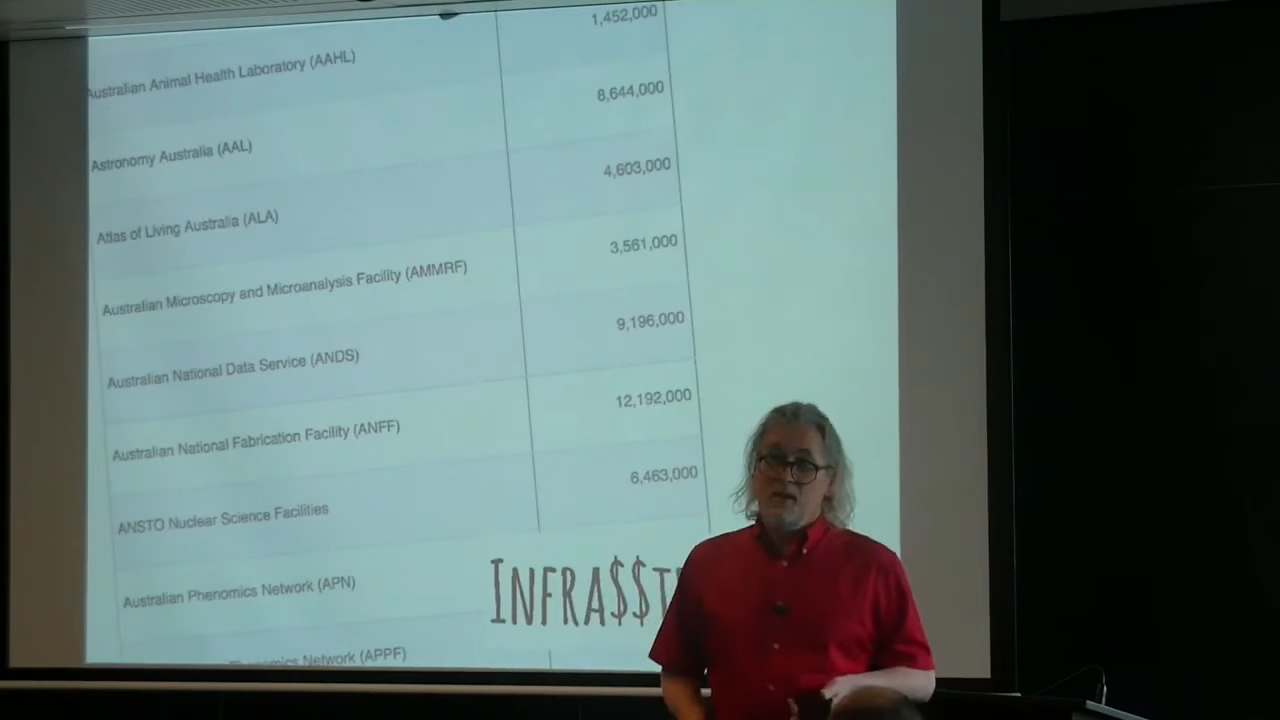 Australian Animal Health Laboratory (AAHL) 1,452,000
Astronomy Australia (AAL) 8,644,000
Atlas of Living Australia (ALA) 4,603,000
Australian Microscopy and Microanalysis Facility (AMMRF) 3,561,000
Australian National Data Service (ANDS) 9,196,000
Australian National Fabrication Facility (ANFF) 12,192,000
ANSTO Nuclear Science Facilities 6,463,000
Australian Phenomics Network (APN)
Network (APPF)
INFRA$$T